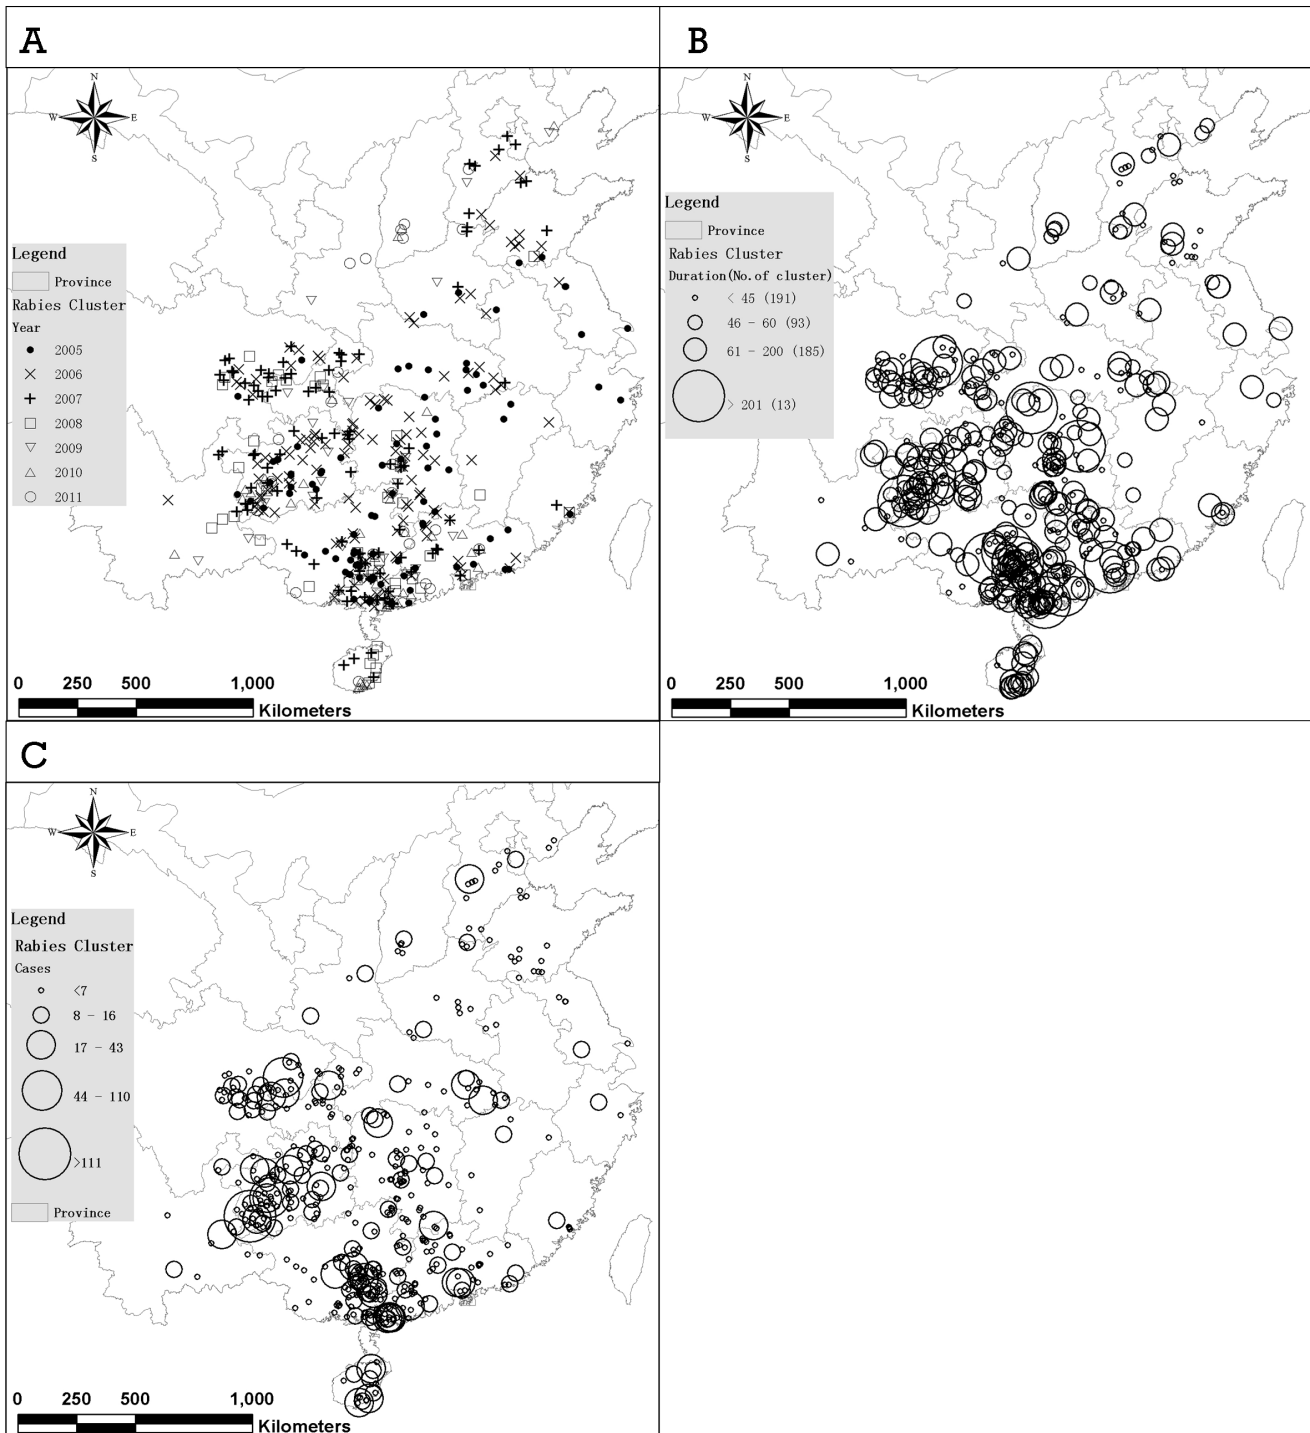 A
N
W E
S
Legend
Province
Rabies Cluster
Year
2005
2006
2007
2008
2009
2010
2011
0 250 500 1,000
Kilometers
B
N
W E
S
Legend
Province
Rabies Cluster
Duration(No.of cluster)
< 45 (191)
46 - 60 (93)
61 - 200 (185)
> 201 (13)
0 250 500 1,000
Kilometers
C
N
W E
S
Legend
Rabies Cluster
Cases
<7
8 - 16
17 - 43
44 - 110
>111
Province
0 250 500 1,000
Kilometers